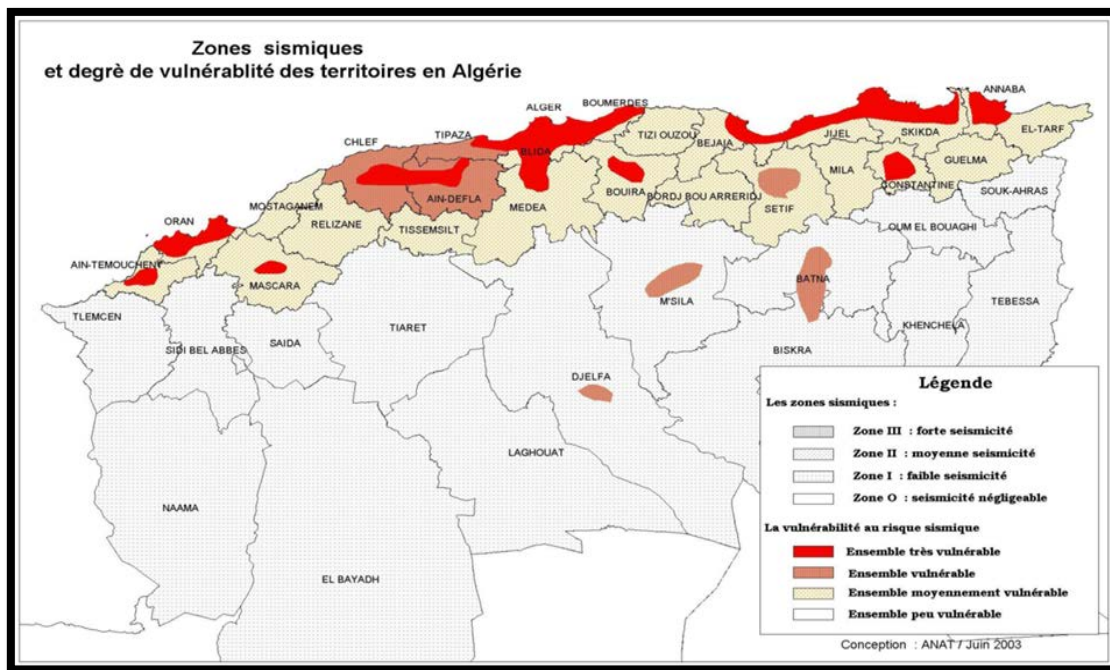 Zones sismiques
et degrè de vulnérablité des territoires en Algérie
ANNABA
ALGER
BOUMERDES
TIPAZA
CHLEF
TIZI OUZOU
BEJAIA
JIJEL
SKIKDA
EL-TARF
BLIDA
GUELMA
MILA
CONSTANTINE
SOUK-AHRAS
BOUIRA
BORDJ BOU ARRERIDJ
SETIF
AIN-DEFLA
MEDEA
MOSTAGANEM
RELIZANE
TISSEMSILT
ORAN
OUM EL BOUAGHI
AIN-TEMOUCHENT
MASCARA
BATNA
M'SILA
TEBESSA
TLEMCEN
KHENCHELA
TIARET
SAIDA
SIDI BEL ABBES
BISKRA
DJELFA
LAGHOUAT
NAAMA
EL BAYADH
Légende
Les zones sismiques :
Zone III : forte seismicité
Zone II : moyenne seismicité
Zone I : faible seismicité
Zone O : seismicité négligeable
La vulnérabilité au risque sismique
Ensemble très vulnérable
Ensemble vulnérable
Ensemble moyennement vulnérable
Ensemble peu vulnérable
Conception : ANAT / Juin 2003